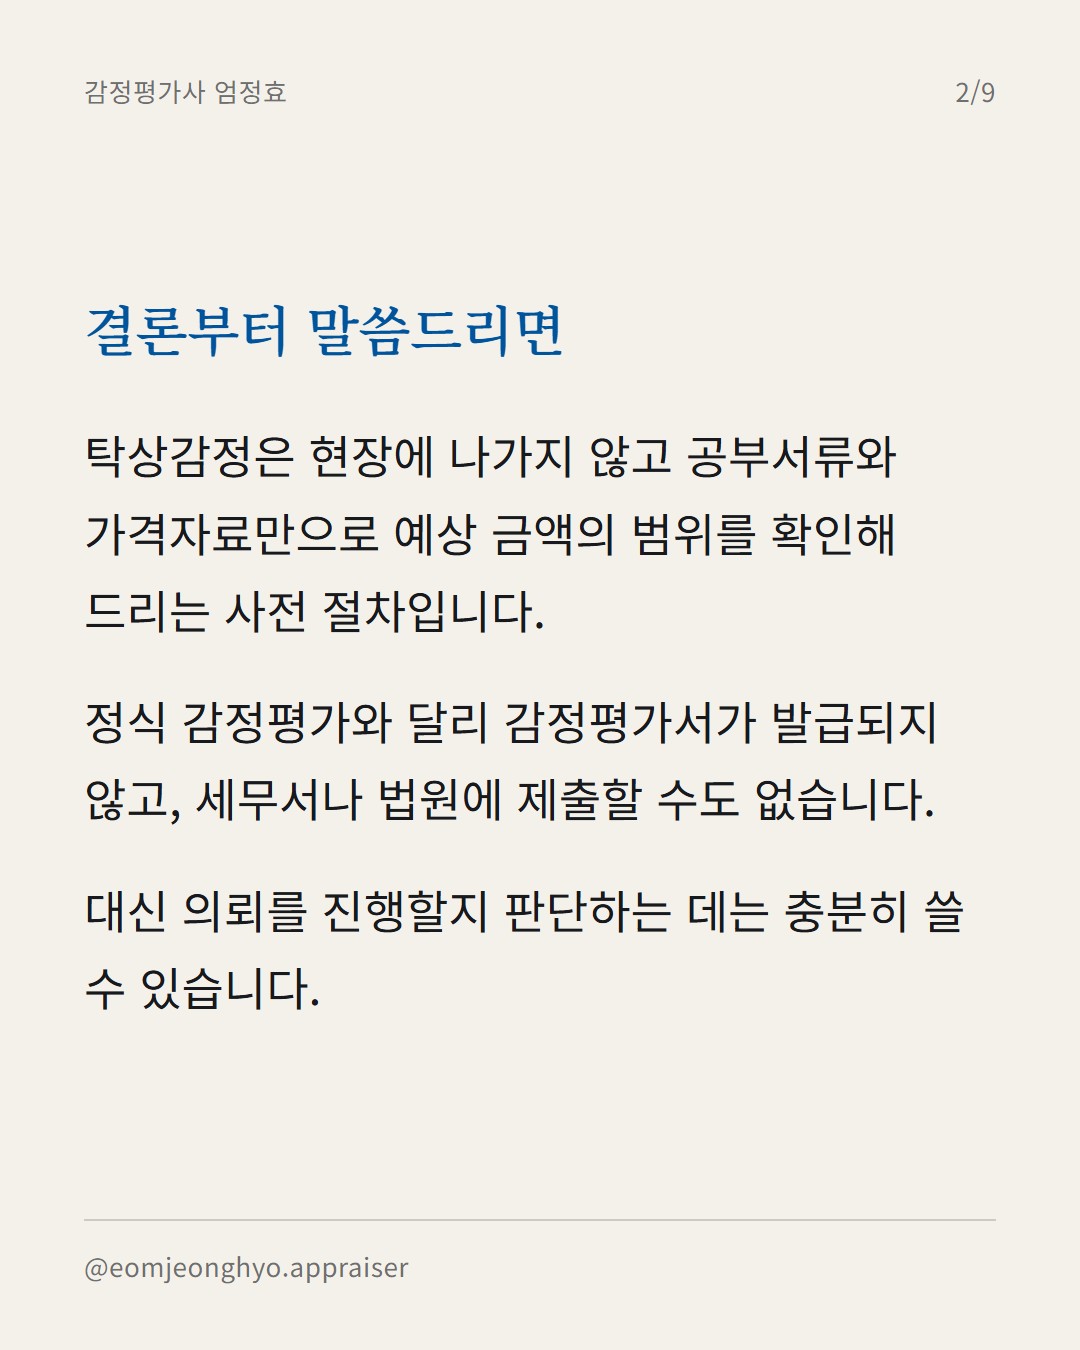 감정평가사 엄정효
2/9
결론부터 말씀드리면
탁상감정은 현장에 나가지 않고 공부서류와
가격자료만으로 예상 금액의 범위를 확인해
드리는 사전 절차입니다.
정식 감정평가와 달리 감정평가서가 발급되지
않고, 세무서나 법원에 제출할 수도 없습니다.
대신 의뢰를 진행할지 판단하는 데는 충분히 쓸
수 있습니다.
@eomjeonghyo.appraiser